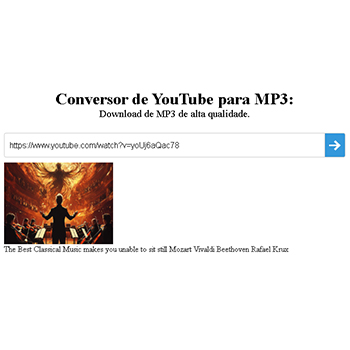 Conversor de YouTube para MP3:
Download de MP3 de alta qualidade.
https://www.youtube.com/watch?v=yoUj6aQac78
The Best Classical Music makes you unable to sit still Mozart Vivaldi Beethoven Rafael Krux